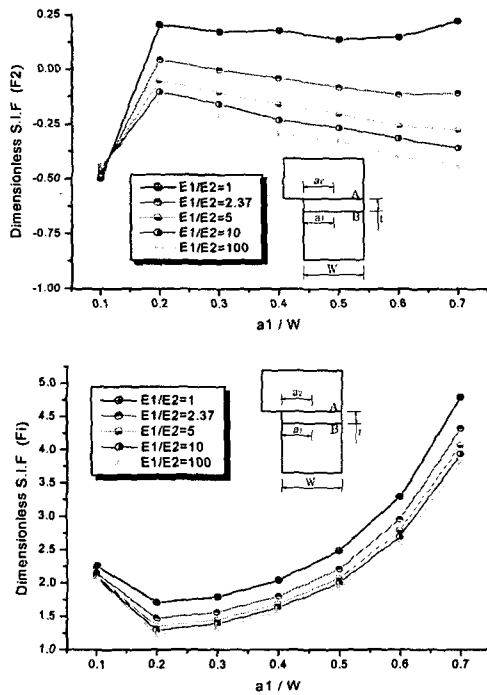 Dimensionless S.I.F (F2)
0.25
0.00
-0.25
-0.50
-0.75
-1.00
E1/E2=1
E1/E2=2.37
E1/E2=5
E1/E2=10
E1/E2=100
a₂
A
a₁
B
t
W
0.1 0.2 0.3 0.4 0.5 0.6 0.7
a1 / W
Dimensionless S.I.F (Fi)
5.0
4.5
4.0
3.5
3.0
2.5
2.0
1.5
1.0
E1/E2=1
E1/E2=2.37
E1/E2=5
E1/E2=10
E1/E2=100
a₂
A
B
a₁
t
W
0.1 0.2 0.3 0.4 0.5 0.6 0.7
a1 / W